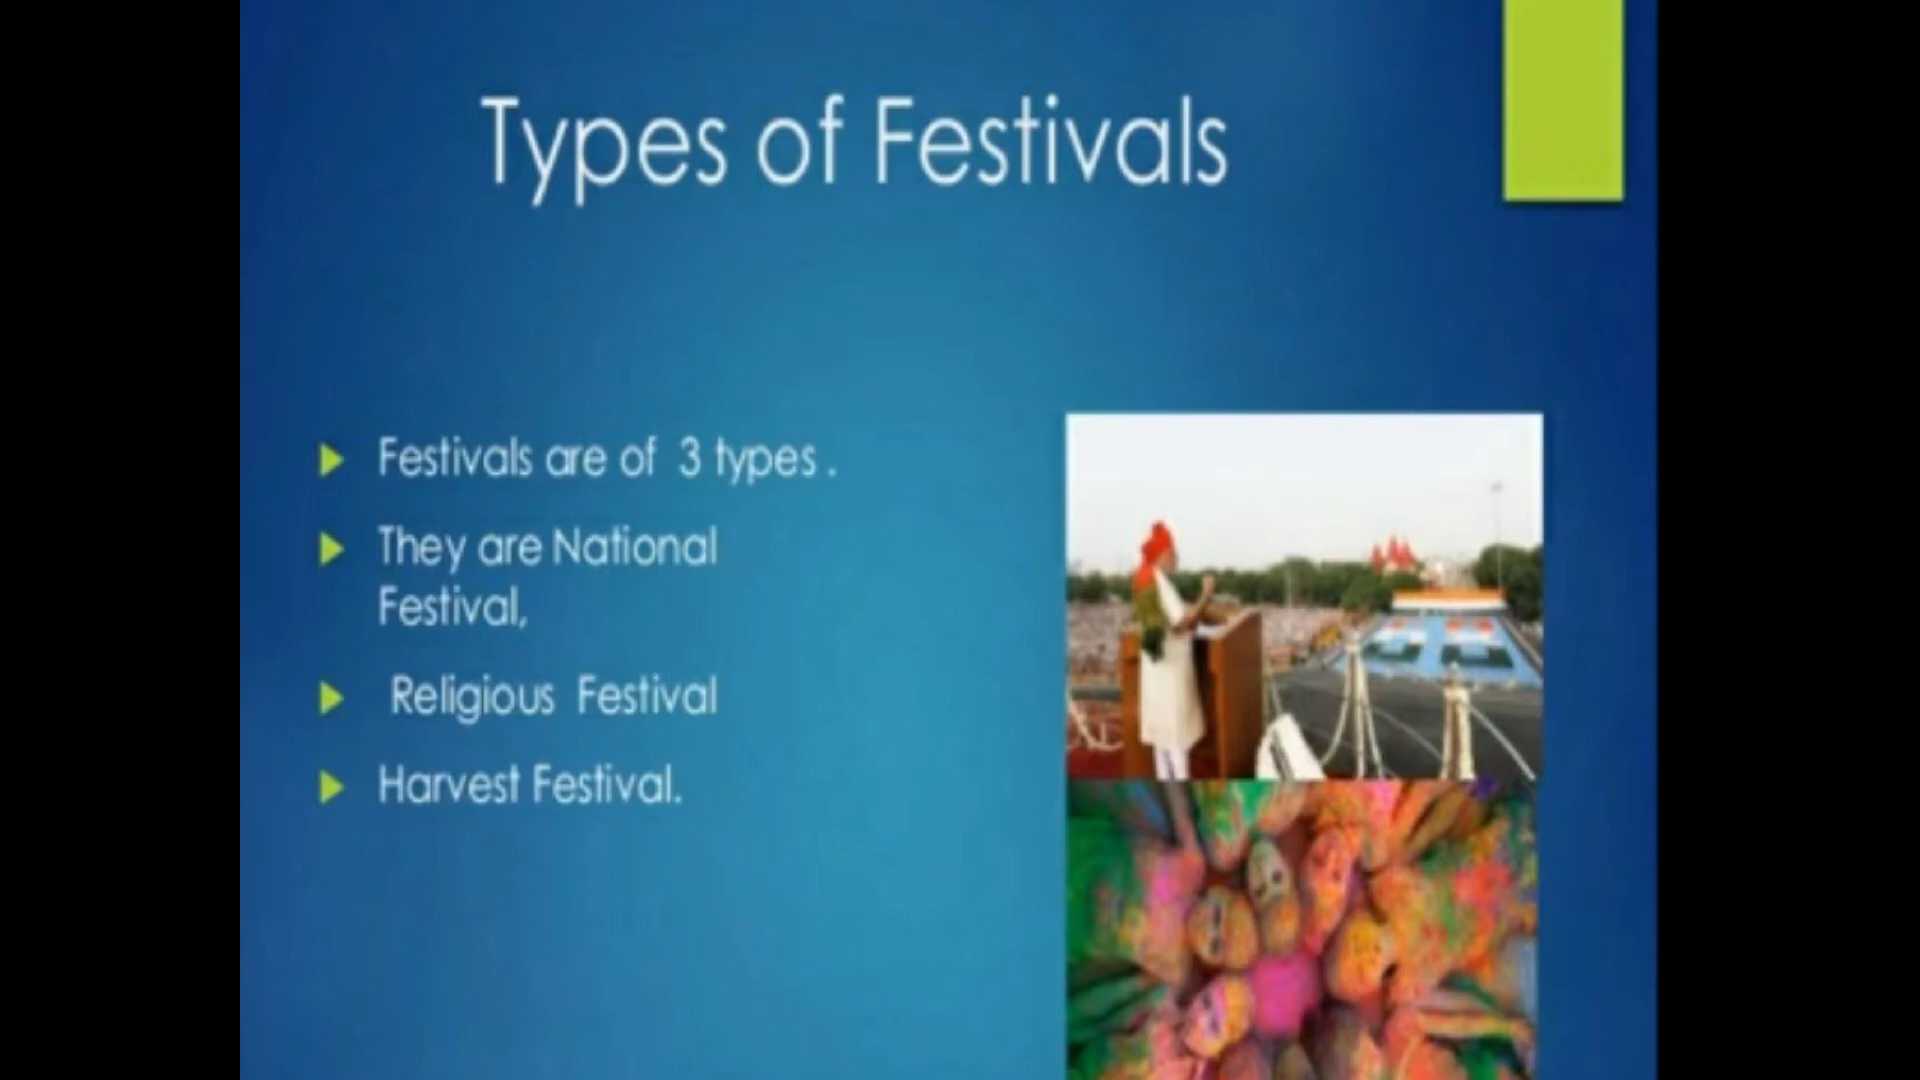 Types of Festivals
Festivals are of 3 types .
They are National
Festival,
Religious Festival
Harvest Festival.